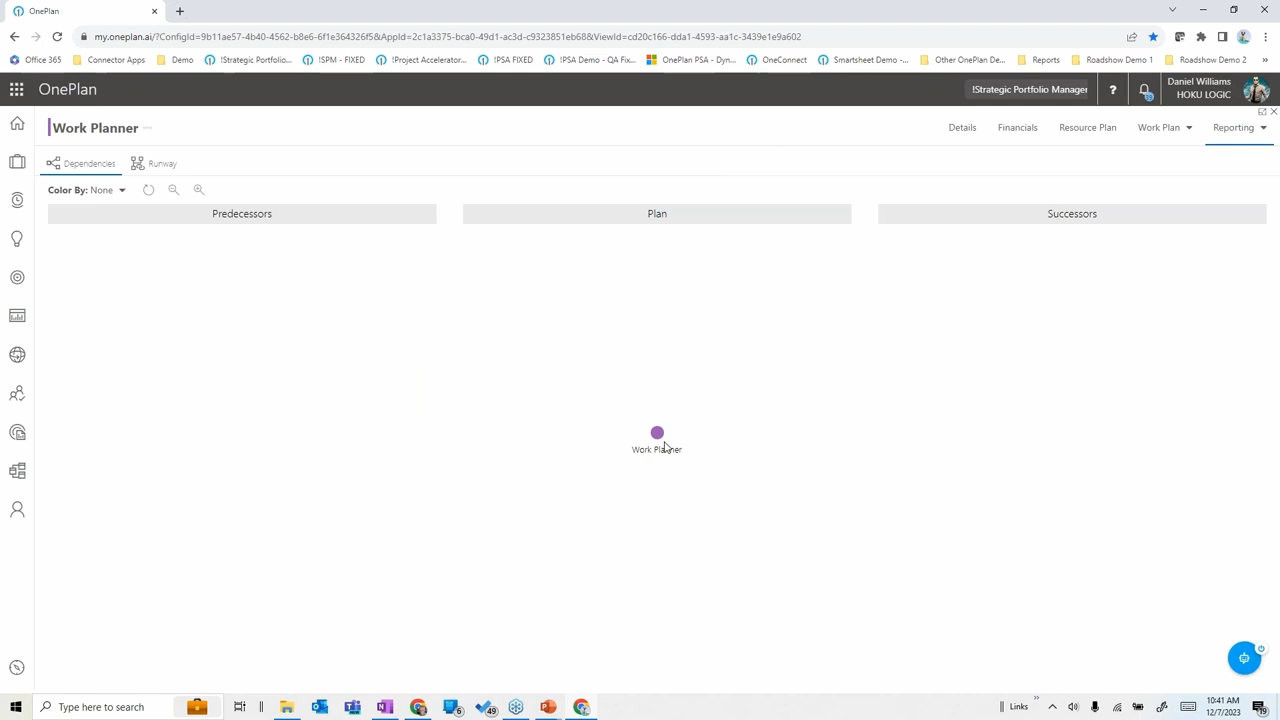 OnePlan
my.oneplan.ai/?ConfigId=9b11ae57-4b40-4562-b8e6-6f1e364326f5&AppId=2c1a3375-bca0-49d1-ac3d-c9323851eb68&ViewId=cd20c166-dda1-4593-aa1c-3439e1e9a602
Office 365 Connector Apps Demo !Strategic Portfolio... !SPM - FIXED !Project Accelerator... !PSA FIXED !PSA Demo - QA Fix... OnePlan PSA - Dyn... OneConnect Smartsheet Demo -... Other OnePlan De... Reports Roadshow Demo 1 Roadshow Demo 2 »
OnePlan !Strategic Portfolio Manager ? Daniel Williams
HOKU LOGIC
Work Planner ··· Details Financials Resource Plan Work Plan Reporting
Dependencies Runway
Color By: None
Predecessors Plan Successors
Work Planner
Type here to search 6 49 Links » 10:41 AM
12/7/2023 19